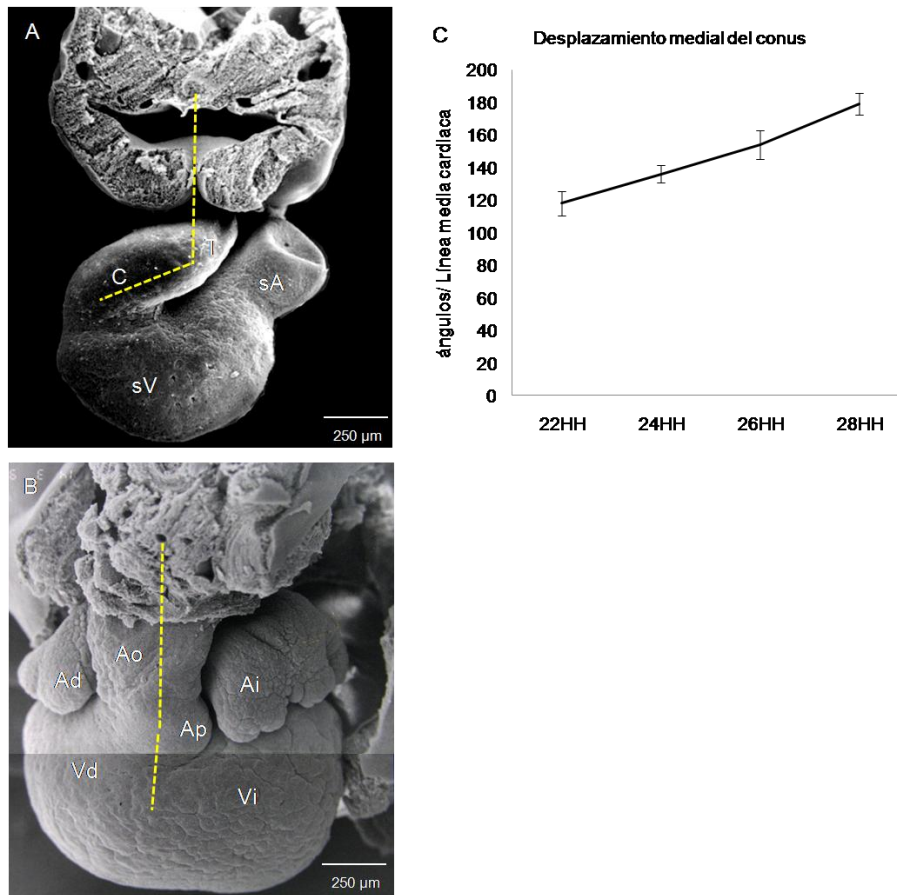 A
T
C
sA
sV
250 µm
B
Ao
Ad
Ai
Ap
Vd
Vi
250 µm
C
Desplazamiento medial del conus
ángulos/ Línea media cardiaca
200
180
160
140
120
100
80
60
40
20
0
22HH
24HH
26HH
28HH